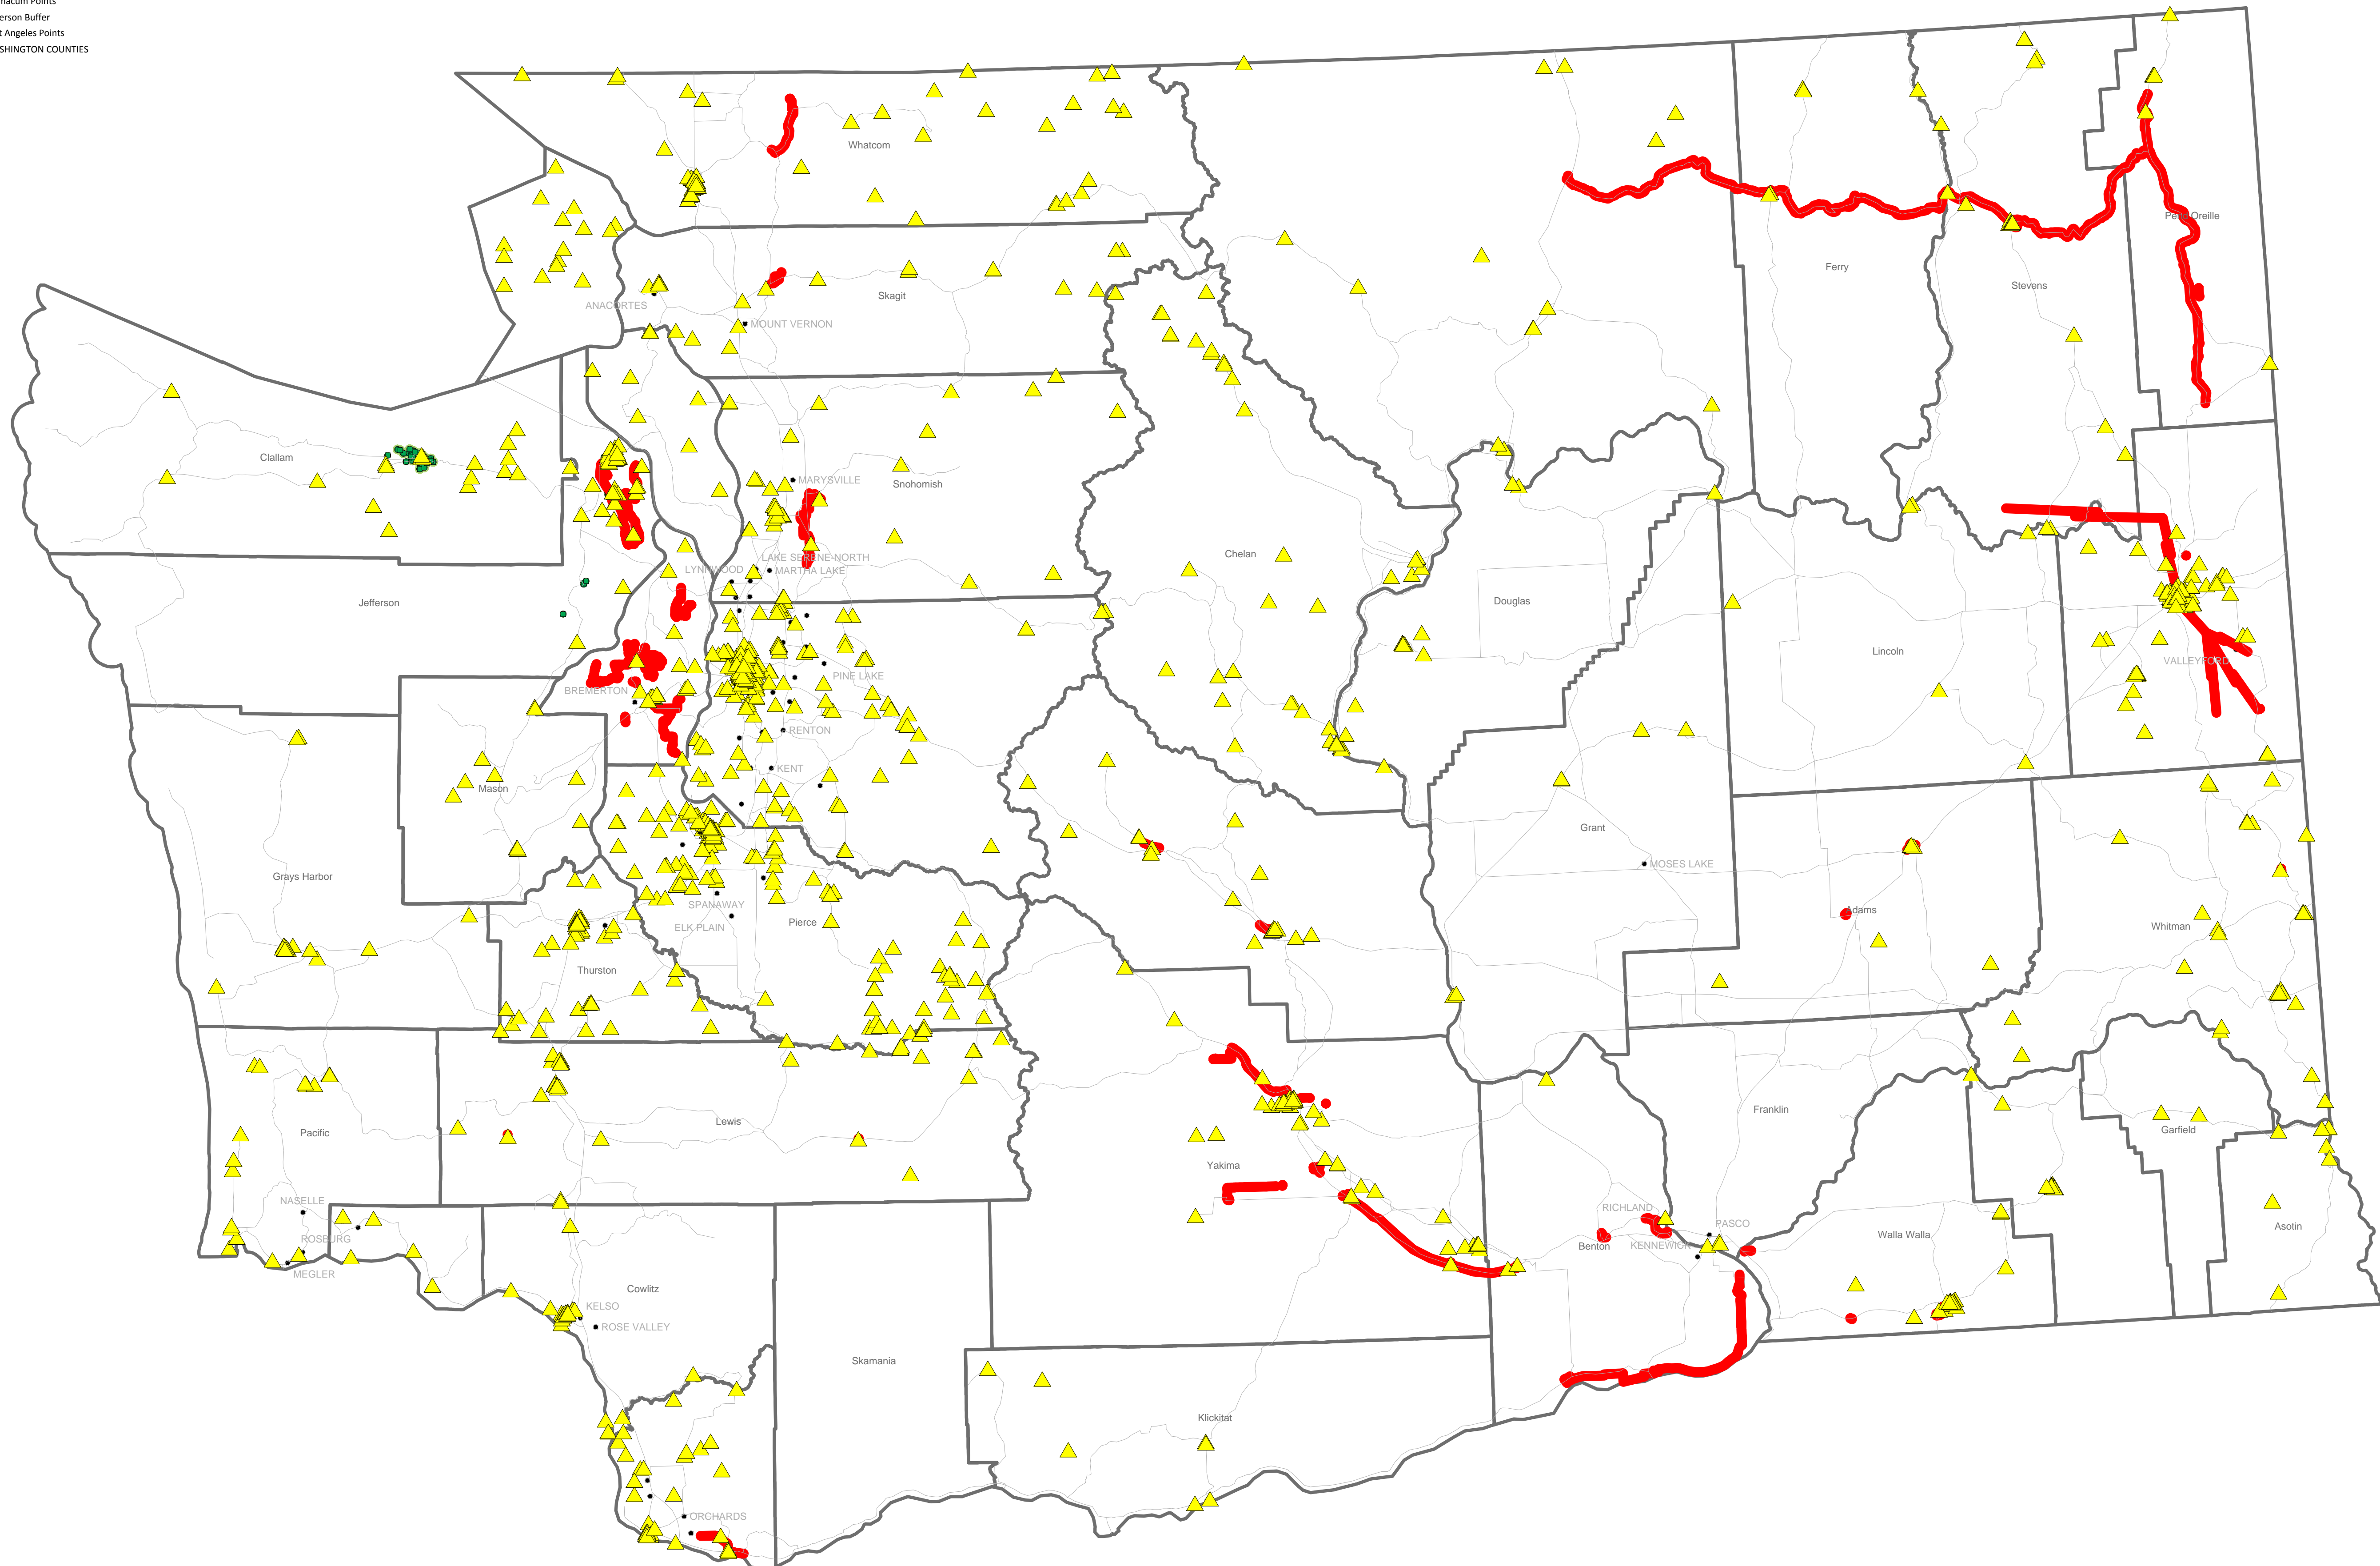 SHINGTON COUNTIES
t Angeles Points
erson Buffer
macum Points
Whatcom
Pend Oreille
Ferry
Stevens
Skagit
ANACORTES
MOUNT VERNON
Clallam
MARYSVILLE
Snohomish
LAKE SERENE-NORTH
LYNNWOOD
MARTHA LAKE
Chelan
Douglas
Jefferson
Lincoln
VALLEYFORD
PINE LAKE
BREMERTON
RENTON
KENT
Mason
Grant
MOSES LAKE
Grays Harbor
SPANAWAY
Pierce
ELK PLAIN
Adams
Whitman
Thurston
Franklin
Lewis
Garfield
Pacific
Yakima
NASELLE
RICHLAND
PASCO
Asotin
Walla Walla
ROSBURG
Benton
KENNEWICK
MEGLER
Cowlitz
KELSO
ROSE VALLEY
Skamania
Klickitat
ORCHARDS